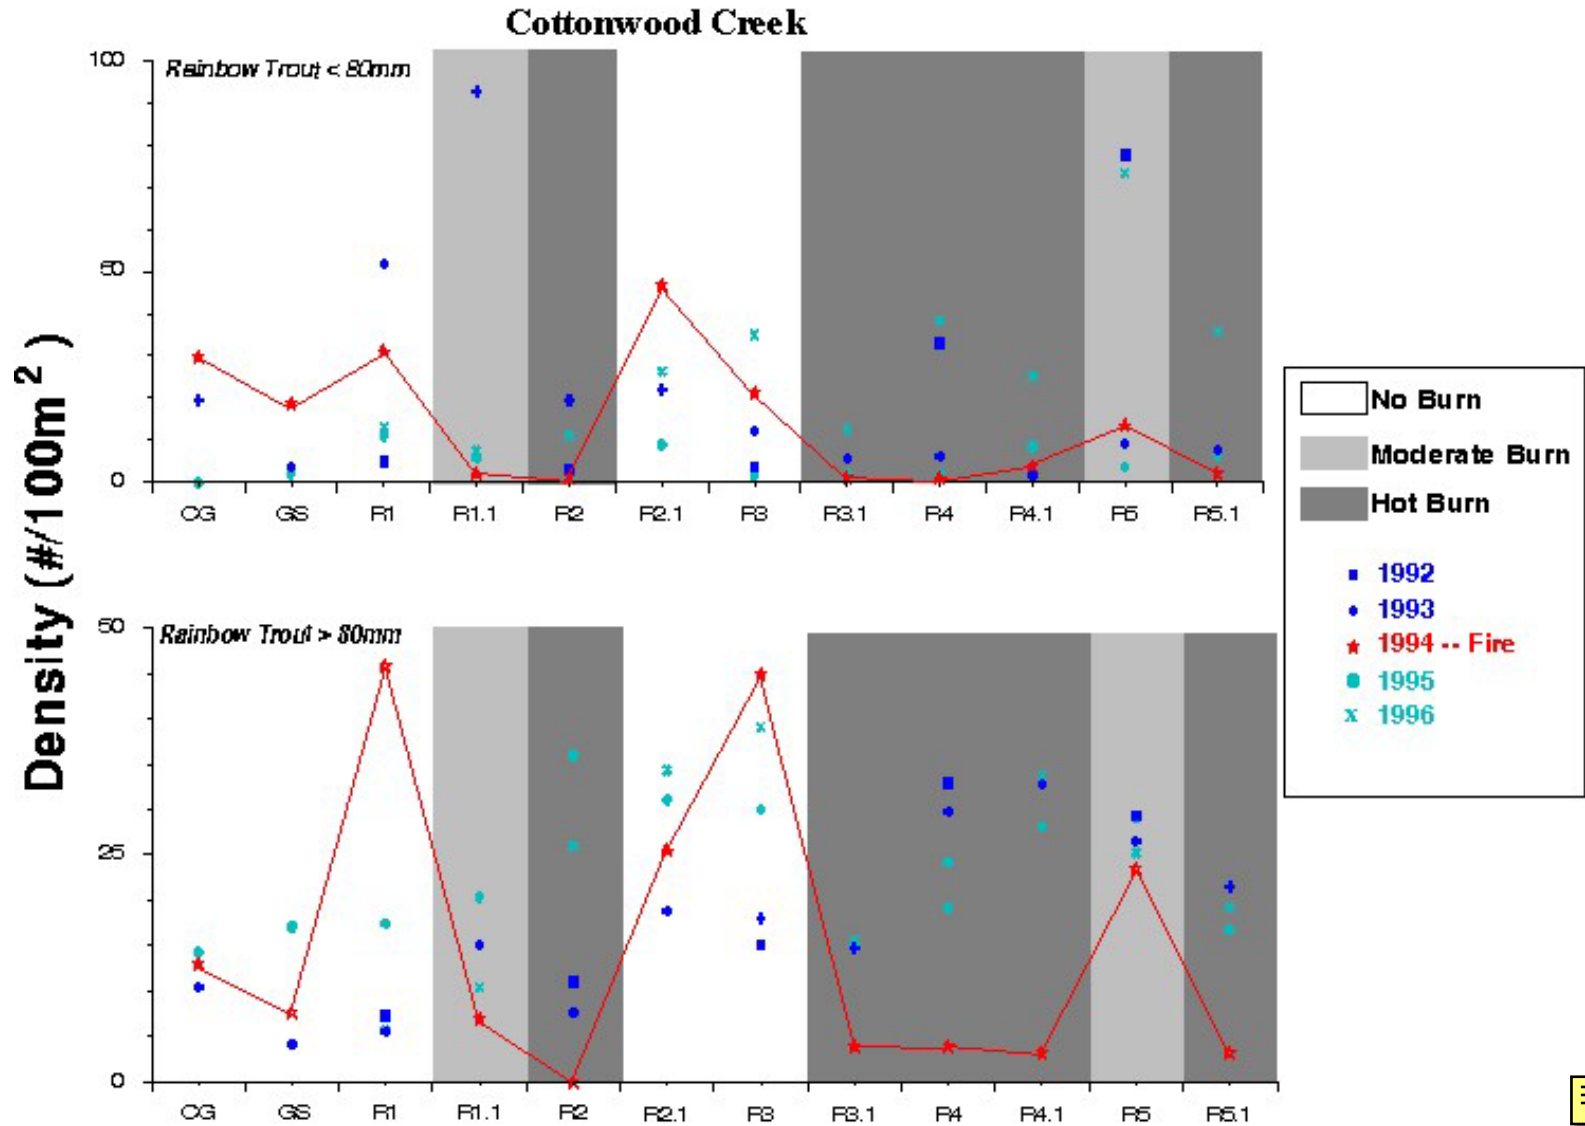 Cottonwood Creek
Rainbow Trout < 80mm
100
50
0
CG GS R1 R1.1 R2 R2.1 R3 R3.1 R4 R4.1 R5 R5.1
Density (#/100m²)
Rainbow Trout > 80mm
50
25
0
CG GS R1 R1.1 R2 R2.1 R3 R3.1 R4 R4.1 R5 R5.1
No Burn
Moderate Burn
Hot Burn
1992
1993
1994 -- Fire
1995
1996